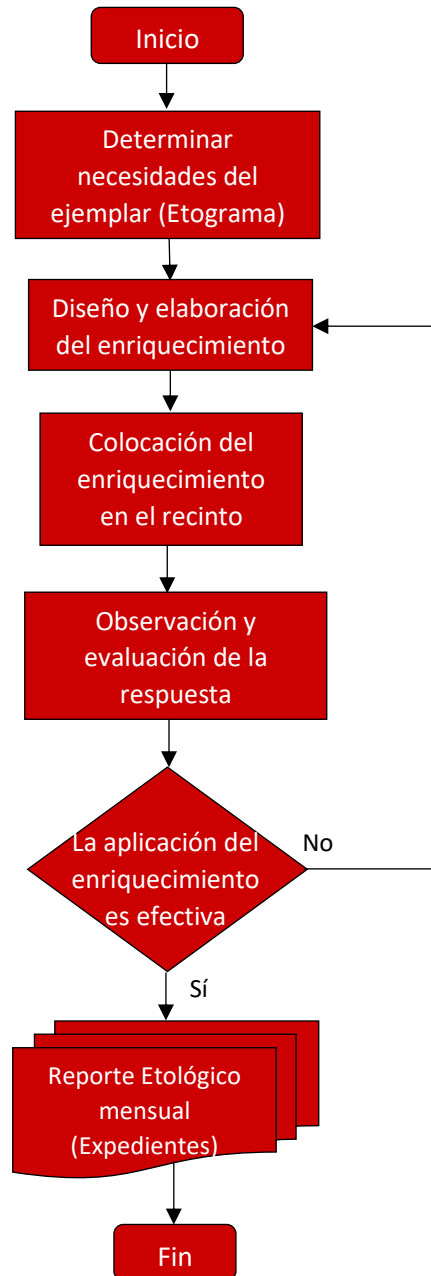 Inicio
Determinar
necesidades del
ejemplar (Etograma)
Diseño y elaboración
del enriquecimiento
Colocación del
enriquecimiento
en el recinto
Observación y
evaluación de la
respuesta
La aplicación del
enriquecimiento
es efectiva
No
Sí
Reporte Etológico
mensual
(Expedientes)
Fin